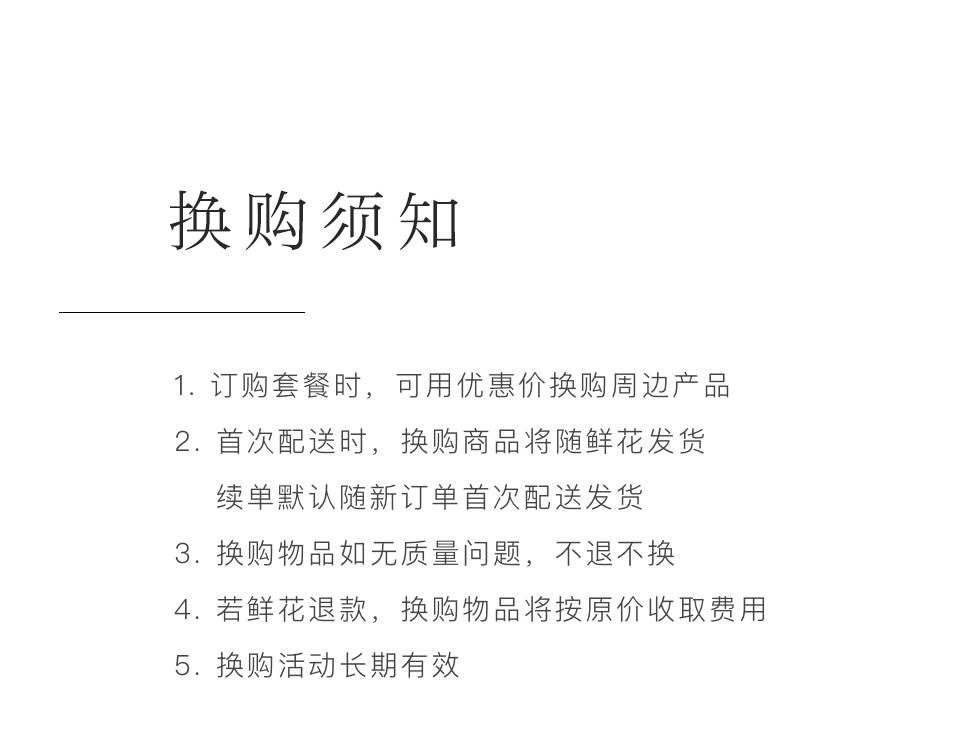 换购须知
1. 订购套餐时，可用优惠价换购周边产品
2. 首次配送时，换购商品将随鲜花发货
续单默认随新订单首次配送发货
3. 换购物品如无质量问题，不退不换
4. 若鲜花退款，换购物品将按原价收取费用
5. 换购活动长期有效